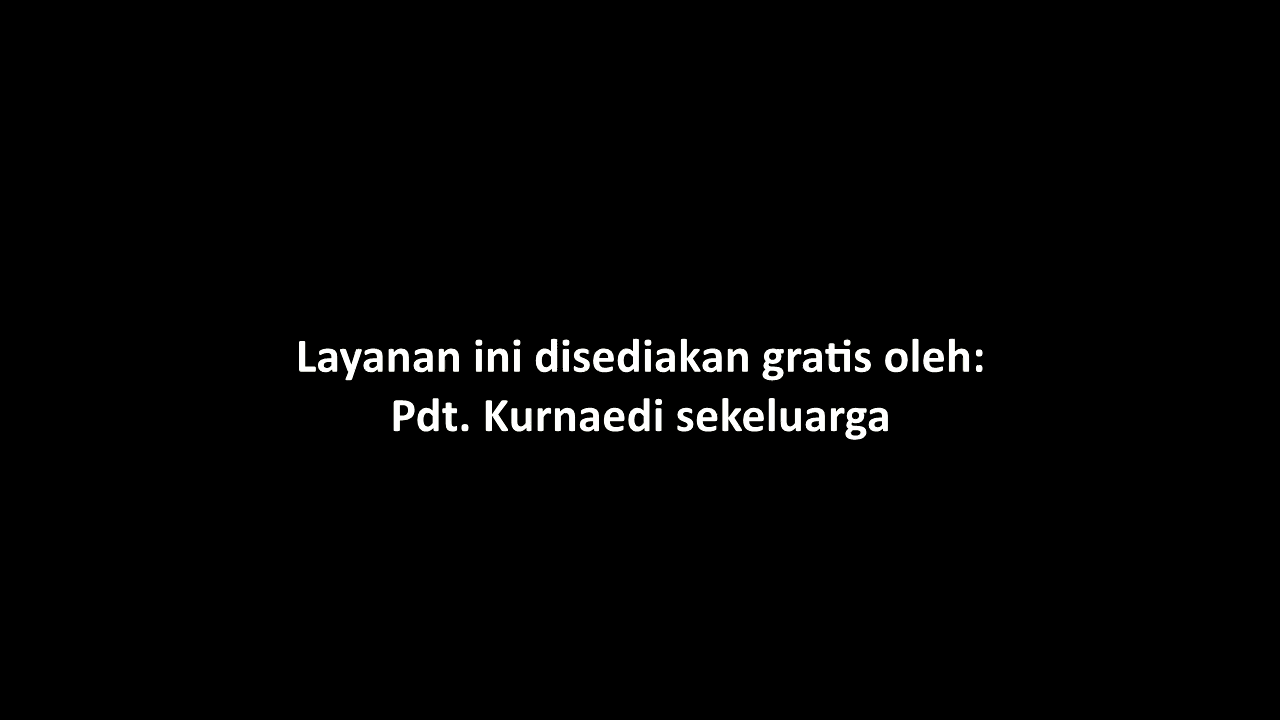 Layanan ini disediakan gratis oleh:
Pdt. Kurnaedi sekeluarga